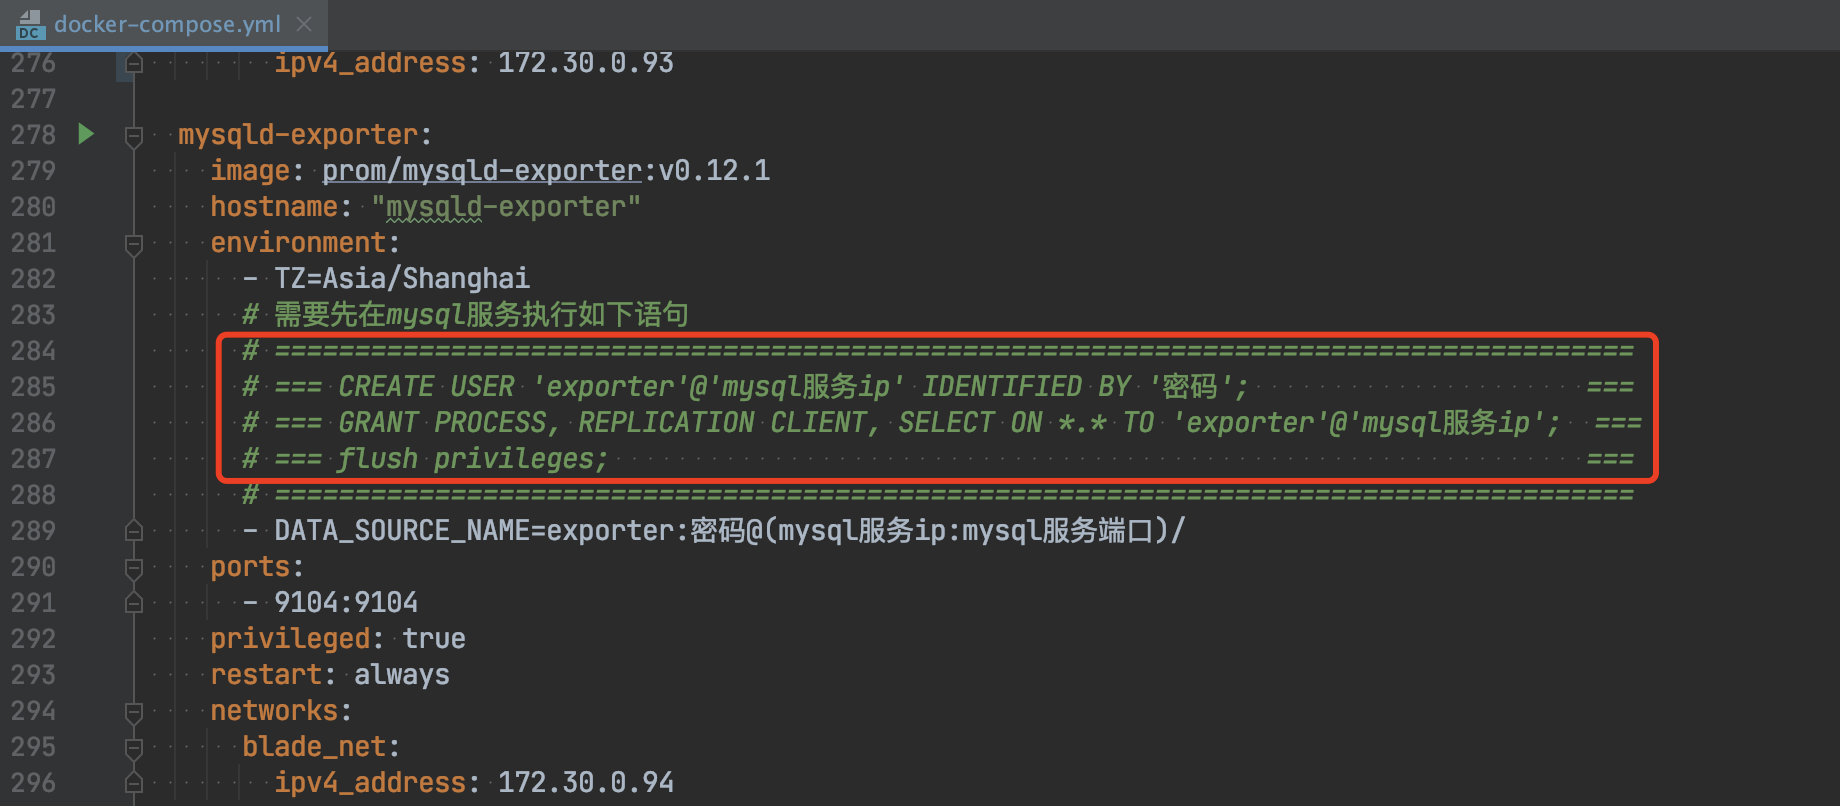 DC docker-compose.yml
276 ipv4_address: 172.30.0.93
277
278 mysqld-exporter:
279 image: prom/mysqld-exporter:v0.12.1
280 hostname: "mysqld-exporter"
281 environment:
282 - TZ=Asia/Shanghai
283 # 需要先在mysql服务执行如下语句
284 # =====================================================================================
285 # === CREATE USER 'exporter'@'mysql服务ip' IDENTIFIED BY '密码'; ===
286 # === GRANT PROCESS, REPLICATION CLIENT, SELECT ON *.* TO 'exporter'@'mysql服务ip'; ===
287 # === flush privileges; ===
288 # =====================================================================================
289 - DATA_SOURCE_NAME=exporter:密码@(mysql服务ip:mysql服务端口)/
290 ports:
291 - 9104:9104
292 privileged: true
293 restart: always
294 networks:
295 blade_net:
296 ipv4_address: 172.30.0.94